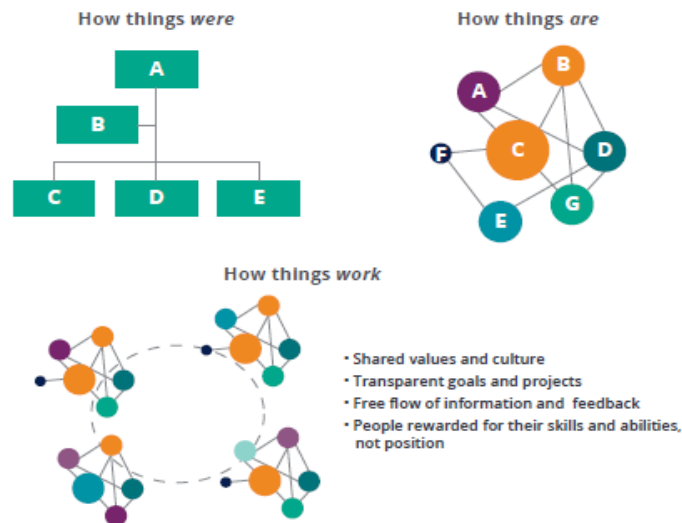 How things were
A
B
C
D
E
How things are
A
B
C
D
E
F
G
How things work
• Shared values and culture
• Transparent goals and projects
• Free flow of information and feedback
• People rewarded for their skills and abilities,
not position